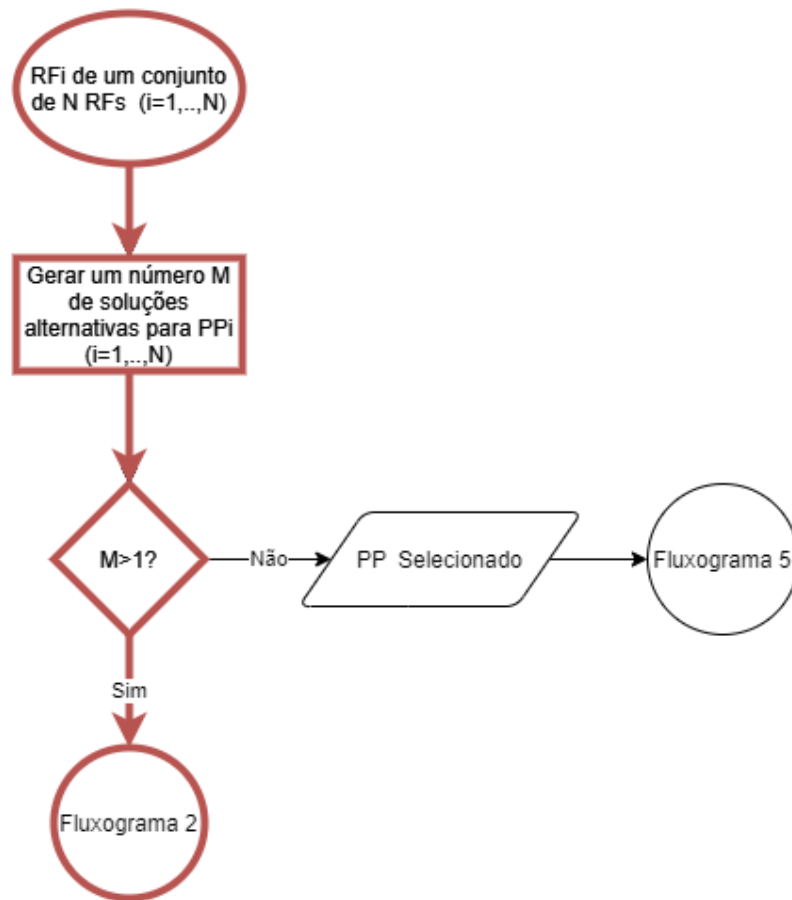 RFi de um conjunto
de N RFs (i=1,..,N)
Gerar um número M
de soluções
alternativas para PPi
(i=1,..,N)
M>1?
Não
PP Selecionado
Fluxograma 5
Sim
Fluxograma 2